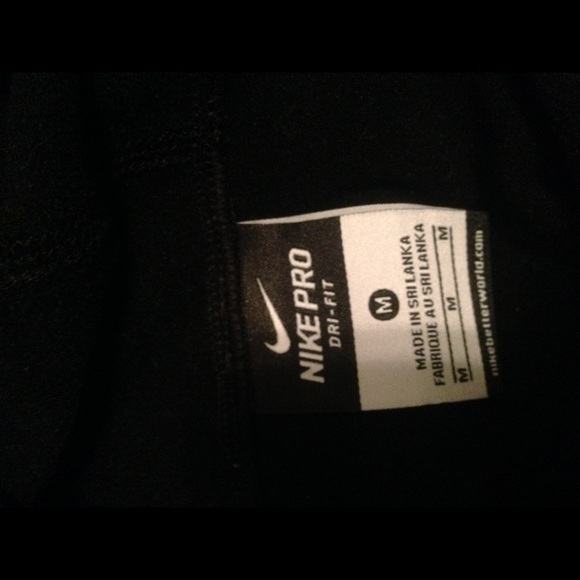 NIKE PRO
DRI-FIT
M
MADE IN SRI LANKA
FABRIQUE AU SRI LANKA
M M M
nikebetterworld.com